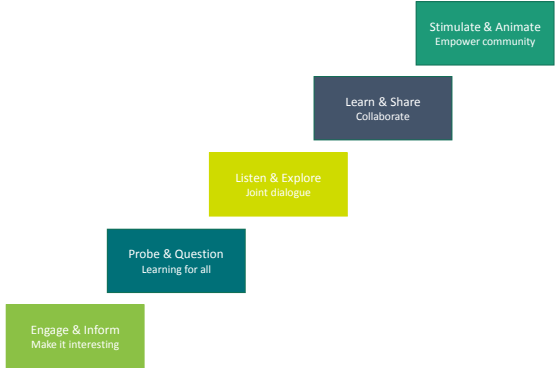 Stimulate & Animate
Empower community
Learn & Share
Collaborate
Listen & Explore
Joint dialogue
Probe & Question
Learning for all
Engage & Inform
Make it interesting